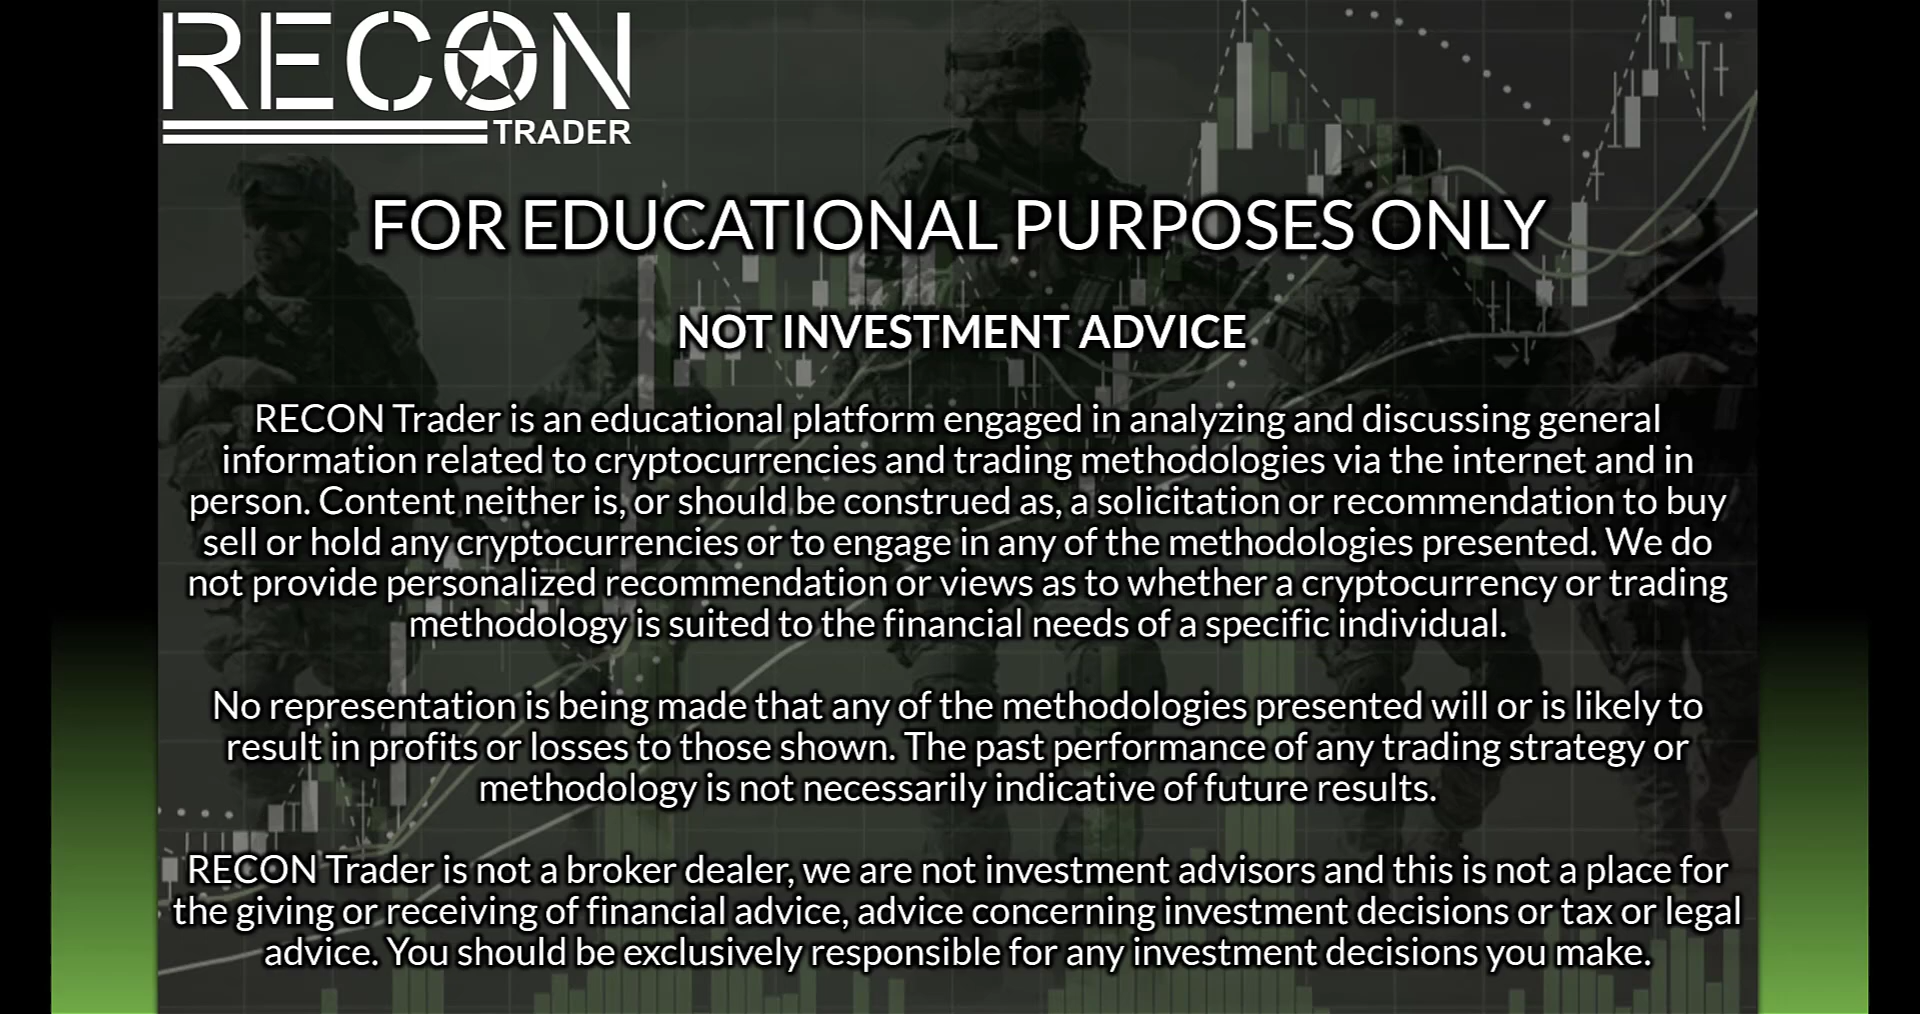 RECON
TRADER
FOR EDUCATIONAL PURPOSES ONLY
NOT INVESTMENT ADVICE
RECON Trader is an educational platform engaged in analyzing and discussing general
information related to cryptocurrencies and trading methodologies via the internet and in
person. Content neither is, or should be construed as, a solicitation or recommendation to buy
sell or hold any cryptocurrencies or to engage in any of the methodologies presented. We do
not provide personalized recommendation or views as to whether a cryptocurrency or trading
methodology is suited to the financial needs of a specific individual.
No representation is being made that any of the methodologies presented will or is likely to
result in profits or losses to those shown. The past performance of any trading strategy or
methodology is not necessarily indicative of future results.
RECON Trader is not a broker dealer, we are not investment advisors and this is not a place for
the giving or receiving of financial advice, advice concerning investment decisions or tax or legal
advice. You should be exclusively responsible for any investment decisions you make.